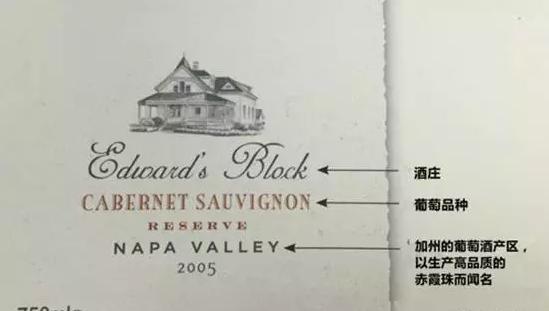 Edward's Block
酒庄
CABERNET SAUVIGNON
葡萄品种
RESERVE
NAPA VALLEY
加州的葡萄酒产区，
以生产高品质的
赤霞珠而闻名
2005